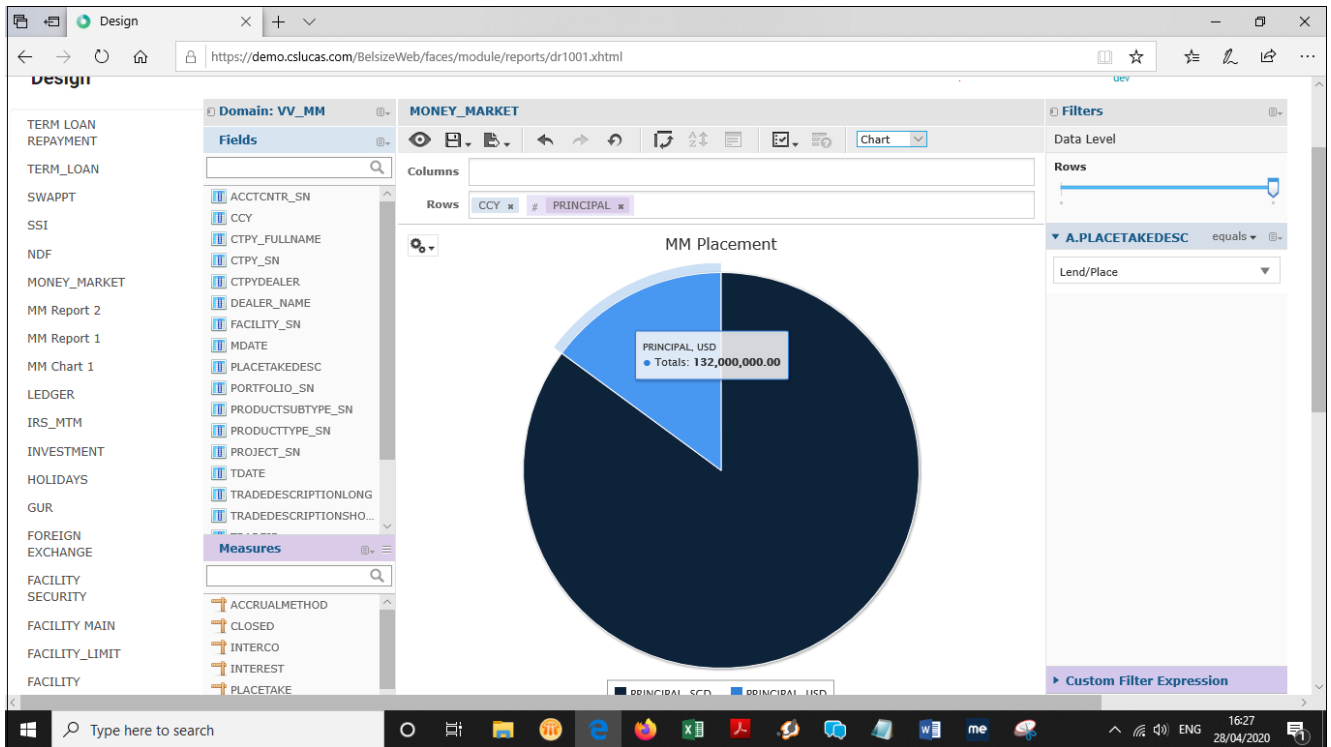 Design
https://demo.cslucas.com/BelsizeWeb/faces/module/reports/dr1001.xhtml
Design
dev
TERM LOAN
REPAYMENT
TERM_LOAN
SWAPPT
SSI
NDF
MONEY_MARKET
MM Report 2
MM Report 1
MM Chart 1
LEDGER
IRS_MTM
INVESTMENT
HOLIDAYS
GUR
FOREIGN
EXCHANGE
FACILITY
SECURITY
FACILITY MAIN
FACILITY_LIMIT
FACILITY
Domain: VV_MM
Fields
ACCTCNTR_SN
CCY
CTPY_FULLNAME
CTPY_SN
CTPYDEALER
DEALER_NAME
FACILITY_SN
MDATE
PLACETAKEDESC
PORTFOLIO_SN
PRODUCTSUBTYPE_SN
PRODUCTTYPE_SN
PROJECT_SN
TDATE
TRADEDESCRIPTIONLONG
TRADEDESCRIPTIONSHO...
Measures
ACCRUALMETHOD
CLOSED
INTERCO
INTEREST
PLACETAKE
MONEY_MARKET
Chart
Columns
Rows CCY x # PRINCIPAL x
MM Placement
PRINCIPAL, USD
Totals: 132,000,000.00
PRINCIPAL, SGD PRINCIPAL, USD
Filters
Data Level
Rows
A.PLACETAKEDESC equals
Lend/Place
Custom Filter Expression
Type here to search
me
ENG
16:27
28/04/2020